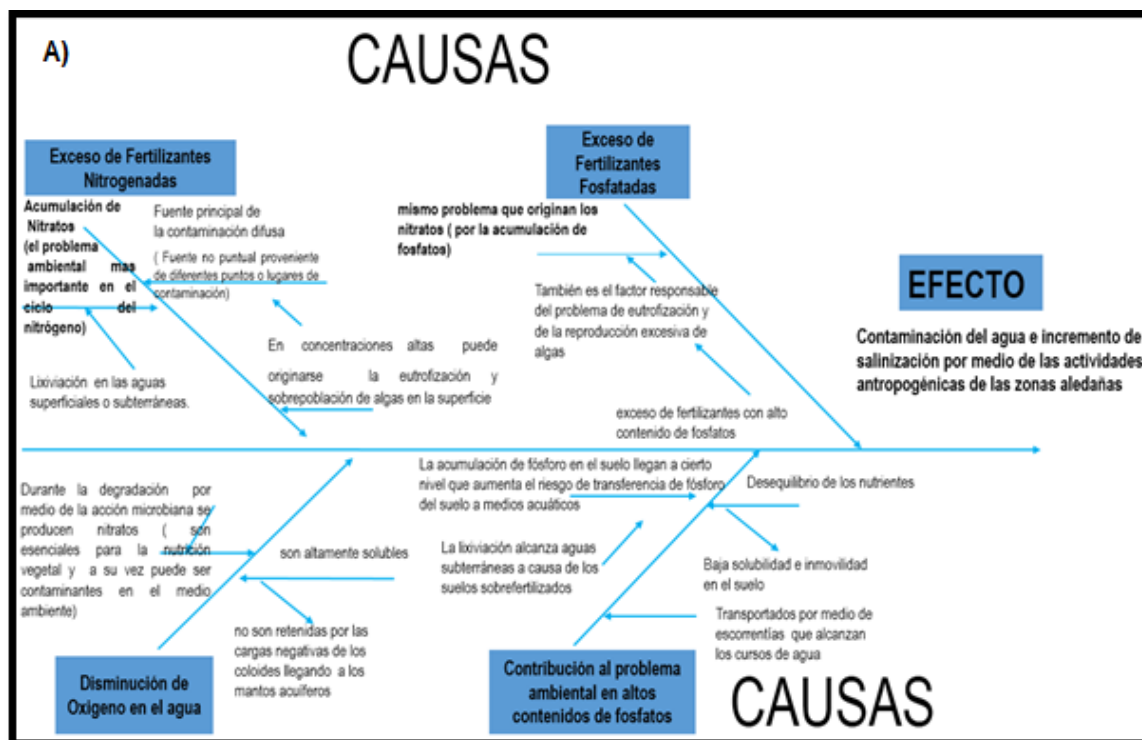 A)
CAUSAS
Exceso de Fertilizantes
Nitrogenadas
Acumulación de
Nitratos
(el problema
ambiental mas
importante en el
ciclo del
nitrógeno)
Fuente principal de
la contaminación difusa
( Fuente no puntual proveniente
de diferentes puntos o lugares de
contaminación)
Lixiviación en las aguas
superficiales o subterráneas.
En concentraciones altas puede
originarse la eutrofización y
sobrepoblación de algas en la superficie
Exceso de
Fertilizantes
Fosfatadas
mismo problema que originan los
nitratos ( por la acumulación de
fosfatos)
También es el factor responsable
del problema de eutrofización y
de la reproducción excesiva de
algas
exceso de fertilizantes con alto
contenido de fosfatos
EFECTO
Contaminación del agua e incremento de
salinización por medio de las actividades
antropogénicas de las zonas aledañas
Durante la degradación por
medio de la acción microbiana se
producen nitratos ( son
esenciales para la nutrición
vegetal y a su vez puede ser
contaminantes en el medio
ambiente)
son altamente solubles
no son retenidas por las
cargas negativas de los
coloides llegando a los
mantos acuíferos
Disminución de
Oxigeno en el agua
La acumulación de fósforo en el suelo llegan a cierto
nivel que aumenta el riesgo de transferencia de fósforo
del suelo a medios acuáticos
La lixiviación alcanza aguas
subterráneas a causa de los
suelos sobrefertilizados
Desequilibrio de los nutrientes
Baja solubilidad e inmovilidad
en el suelo
Transportados por medio de
escorrentías que alcanzan
los cursos de agua
Contribución al problema
ambiental en altos
contenidos de fosfatos
CAUSAS